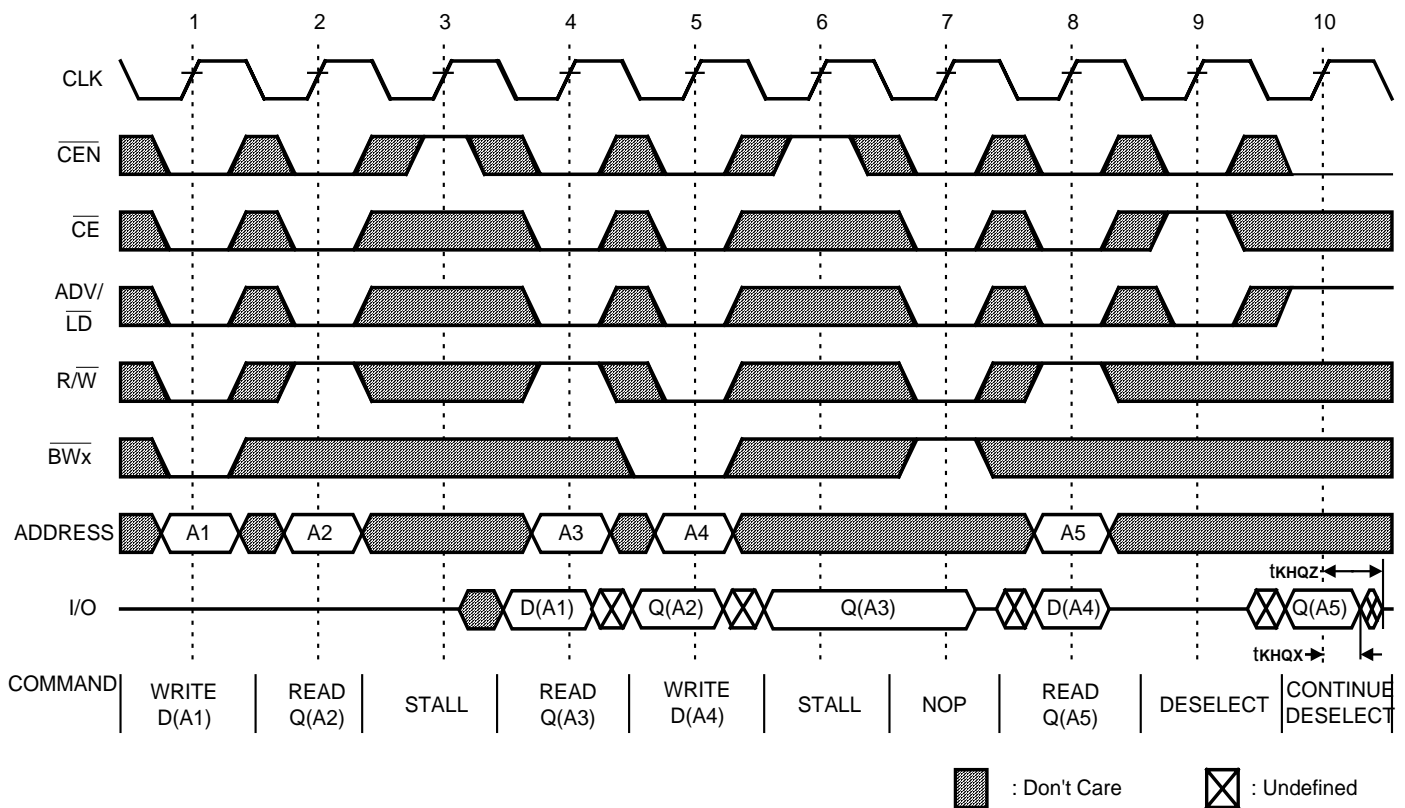 1 2 3 4 5 6 7 8 9 10
CLK
CEN
CE
ADV/
LD
R/W
BWx
ADDRESS A1 A2 A3 A4 A5
tKHQZ
I/O D(A1) Q(A2) Q(A3) D(A4) Q(A5)
tKHQX
COMMAND
WRITE
D(A1)
READ
Q(A2)
STALL
READ
Q(A3)
WRITE
D(A4)
STALL
NOP
READ
Q(A5)
DESELECT
CONTINUE
DESELECT
: Don't Care : Undefined